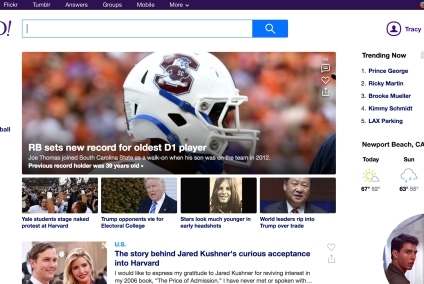 Flickr Tumblr Answers Groups Mobile More
O!
Tracy
RB sets new record for oldest D1 player
Joe Thomas joined South Carolina State as a walk-on when his son was on the team in 2012.
Previous record holder was 39 years old »
Yale students stage naked
protest at Harvard
Trump opponents vie for
Electoral College
Stars look much younger in
early headshots
World leaders rip into
Trump over trade
U.S.
The story behind Jared Kushner's curious acceptance
into Harvard
I would like to express my gratitude to Jared Kushner for reviving interest in
my 2006 book, "The Price of Admission." I have never met or spoken with...
ball
Trending Now
1. Prince George
2. Ricky Martin
3. Brooke Mueller
4. Kimmy Schmidt
5. LAX Parking
Newport Beach, CA
Today Sun
67° 52° 63° 56°